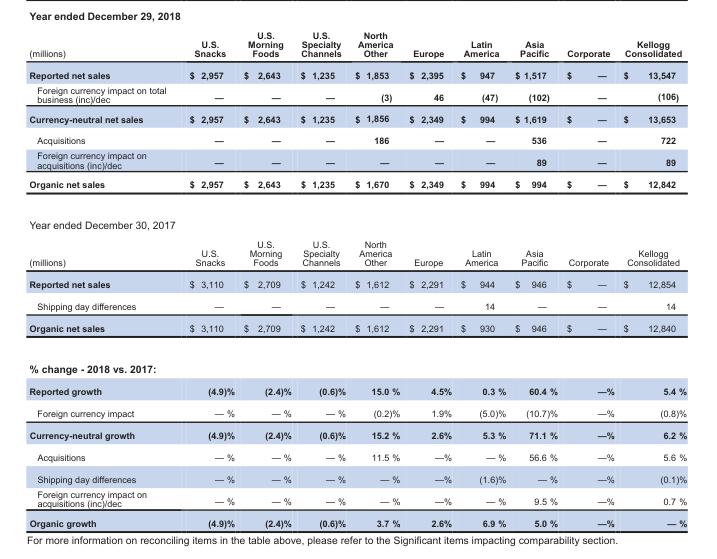 Year ended December 29, 2018
(millions) U.S. Snacks U.S. Morning Foods U.S. Specialty Channels North America Other Europe Latin America Asia Pacific Corporate Kellogg Consolidated
Reported net sales $ 2,957 $ 2,643 $ 1,235 $ 1,853 $ 2,395 $ 947 $ 1,517 $ — $ 13,547
Foreign currency impact on total business (inc)/dec — — — (3) 46 (47) (102) — (106)
Currency-neutral net sales $ 2,957 $ 2,643 $ 1,235 $ 1,856 $ 2,349 $ 994 $ 1,619 $ — $ 13,653
Acquisitions — — — 186 — — 536 — 722
Foreign currency impact on acquisitions (inc)/dec — — — — — — 89 — 89
Organic net sales $ 2,957 $ 2,643 $ 1,235 $ 1,670 $ 2,349 $ 994 $ 994 $ — $ 12,842
Year ended December 30, 2017
(millions) U.S. Snacks U.S. Morning Foods U.S. Specialty Channels North America Other Europe Latin America Asia Pacific Corporate Kellogg Consolidated
Reported net sales $ 3,110 $ 2,709 $ 1,242 $ 1,612 $ 2,291 $ 944 $ 946 $ — $ 12,854
Shipping day differences — — — — — 14 — — 14
Organic net sales $ 3,110 $ 2,709 $ 1,242 $ 1,612 $ 2,291 $ 930 $ 946 $ — $ 12,840
% change - 2018 vs. 2017:
Reported growth (4.9)% (2.4)% (0.6)% 15.0 % 4.5% 0.3 % 60.4 % —% 5.4 %
Foreign currency impact — % — % — % (0.2)% 1.9% (5.0)% (10.7)% —% (0.8)%
Currency-neutral growth (4.9)% (2.4)% (0.6)% 15.2 % 2.6% 5.3 % 71.1 % —% 6.2 %
Acquisitions — % — % — % 11.5 % —% — % 56.6 % —% 5.6 %
Shipping day differences — % — % — % — % —% (1.6)% — % —% (0.1)%
Foreign currency impact on acquisitions (inc)/dec — % — % — % — % —% — % 9.5 % —% 0.7 %
Organic growth (4.9)% (2.4)% (0.6)% 3.7 % 2.6% 6.9 % 5.0 % —% — %
For more information on reconciling items in the table above, please refer to the Significant items impacting comparability section.